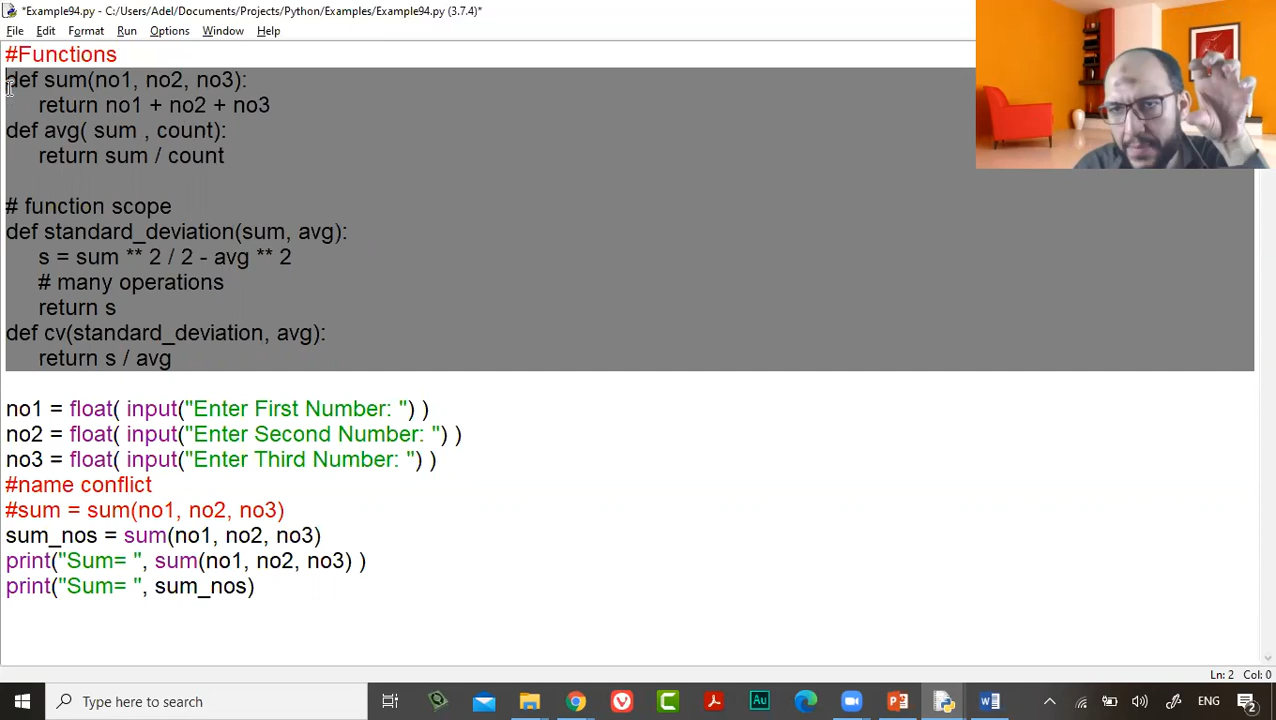 *Example94.py - C:/Users/Adel/Documents/Projects/Python/Examples/Example94.py (3.7.4)*
File Edit Format Run Options Window Help
#Functions
def sum(no1, no2, no3):
    return no1 + no2 + no3
def avg( sum , count):
    return sum / count
# function scope
def standard_deviation(sum, avg):
    s = sum ** 2 / 2 - avg ** 2
    # many operations
    return s
def cv(standard_deviation, avg):
    return s / avg
no1 = float( input("Enter First Number: ") )
no2 = float( input("Enter Second Number: ") )
no3 = float( input("Enter Third Number: ") )
#name conflict
#sum = sum(no1, no2, no3)
sum_nos = sum(no1, no2, no3)
print("Sum= ", sum(no1, no2, no3) )
print("Sum= ", sum_nos)
Ln: 2 Col: 0
Type here to search
Au
ENG
2